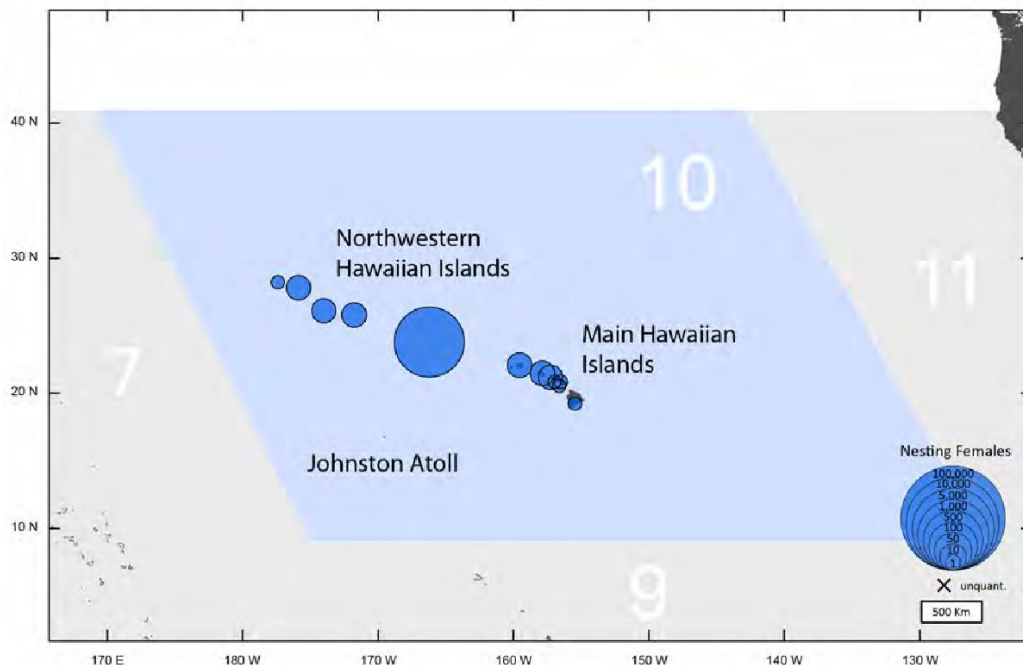 40 N
30 N
20 N
10 N
10
Northwestern
Hawaiian Islands
11
Main Hawaiian
Islands
7
Johnston Atoll
Nesting Females
100,000
10,000
5,000
1,000
500
100
50
10
1
unquant.
500 Km
9
170 E
180 W
170 W
160 W
150 W
140 W
130 W